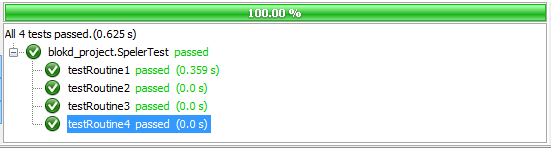 100.00 %
All 4 tests passed.(0.625 s)
blokd_project.SpelerTest passed
testRoutine1 passed (0.359 s)
testRoutine2 passed (0.0 s)
testRoutine3 passed (0.0 s)
testRoutine4 passed (0.0 s)